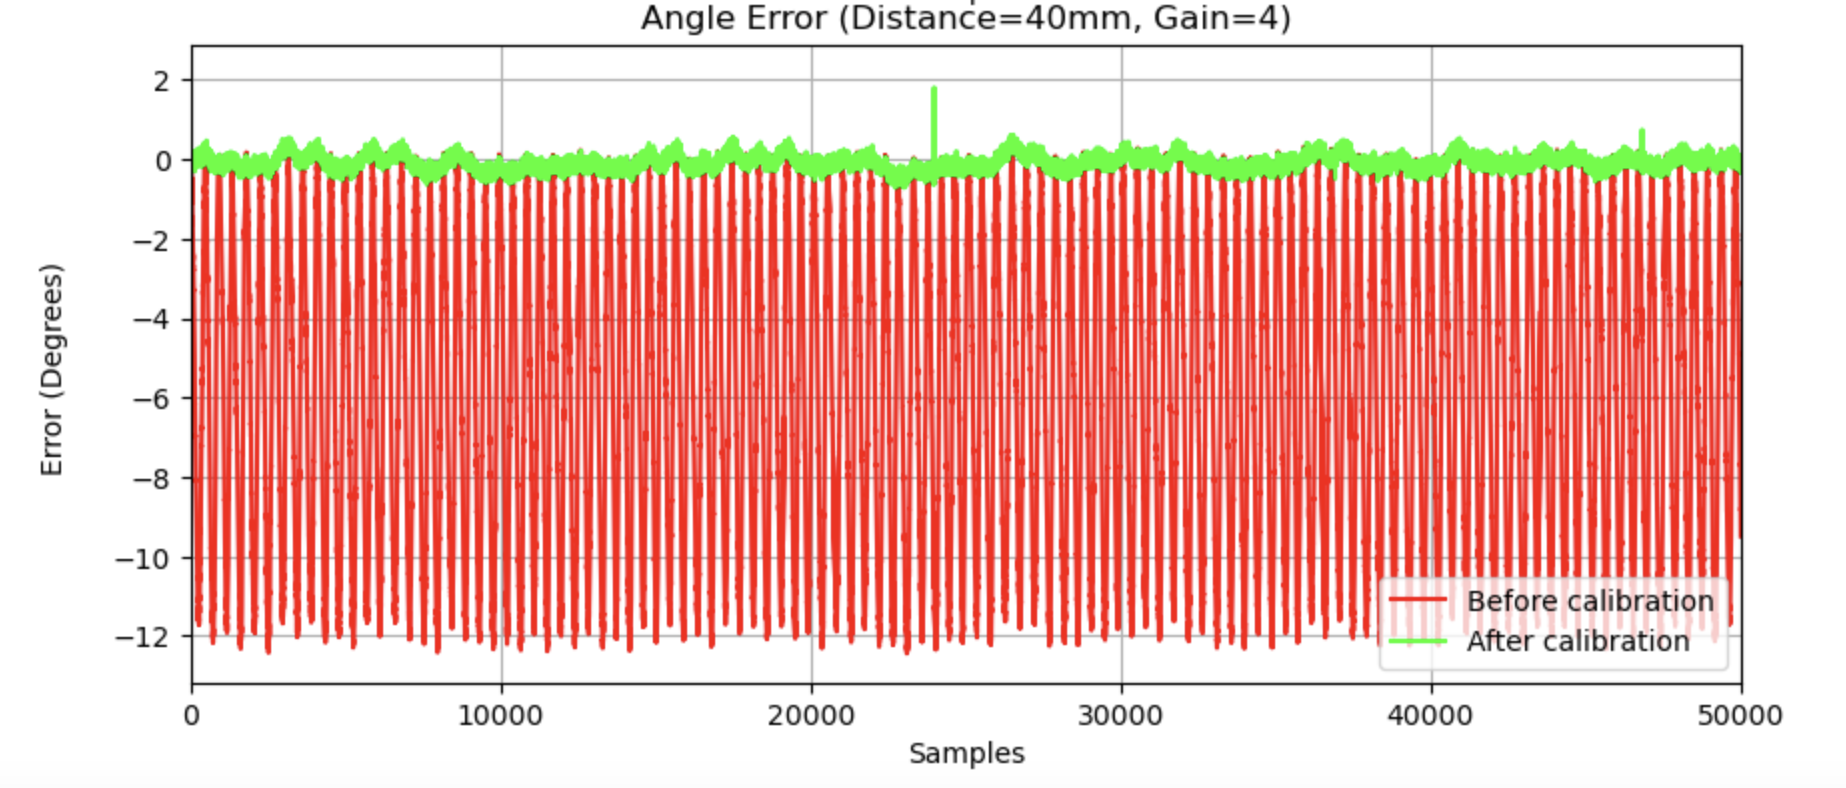 Angle Error (Distance=40mm, Gain=4)
2
0
−2
−4
−6
−8
−10
−12
Error (Degrees)
Before calibration
After calibration
0 10000 20000 30000 40000 50000
Samples